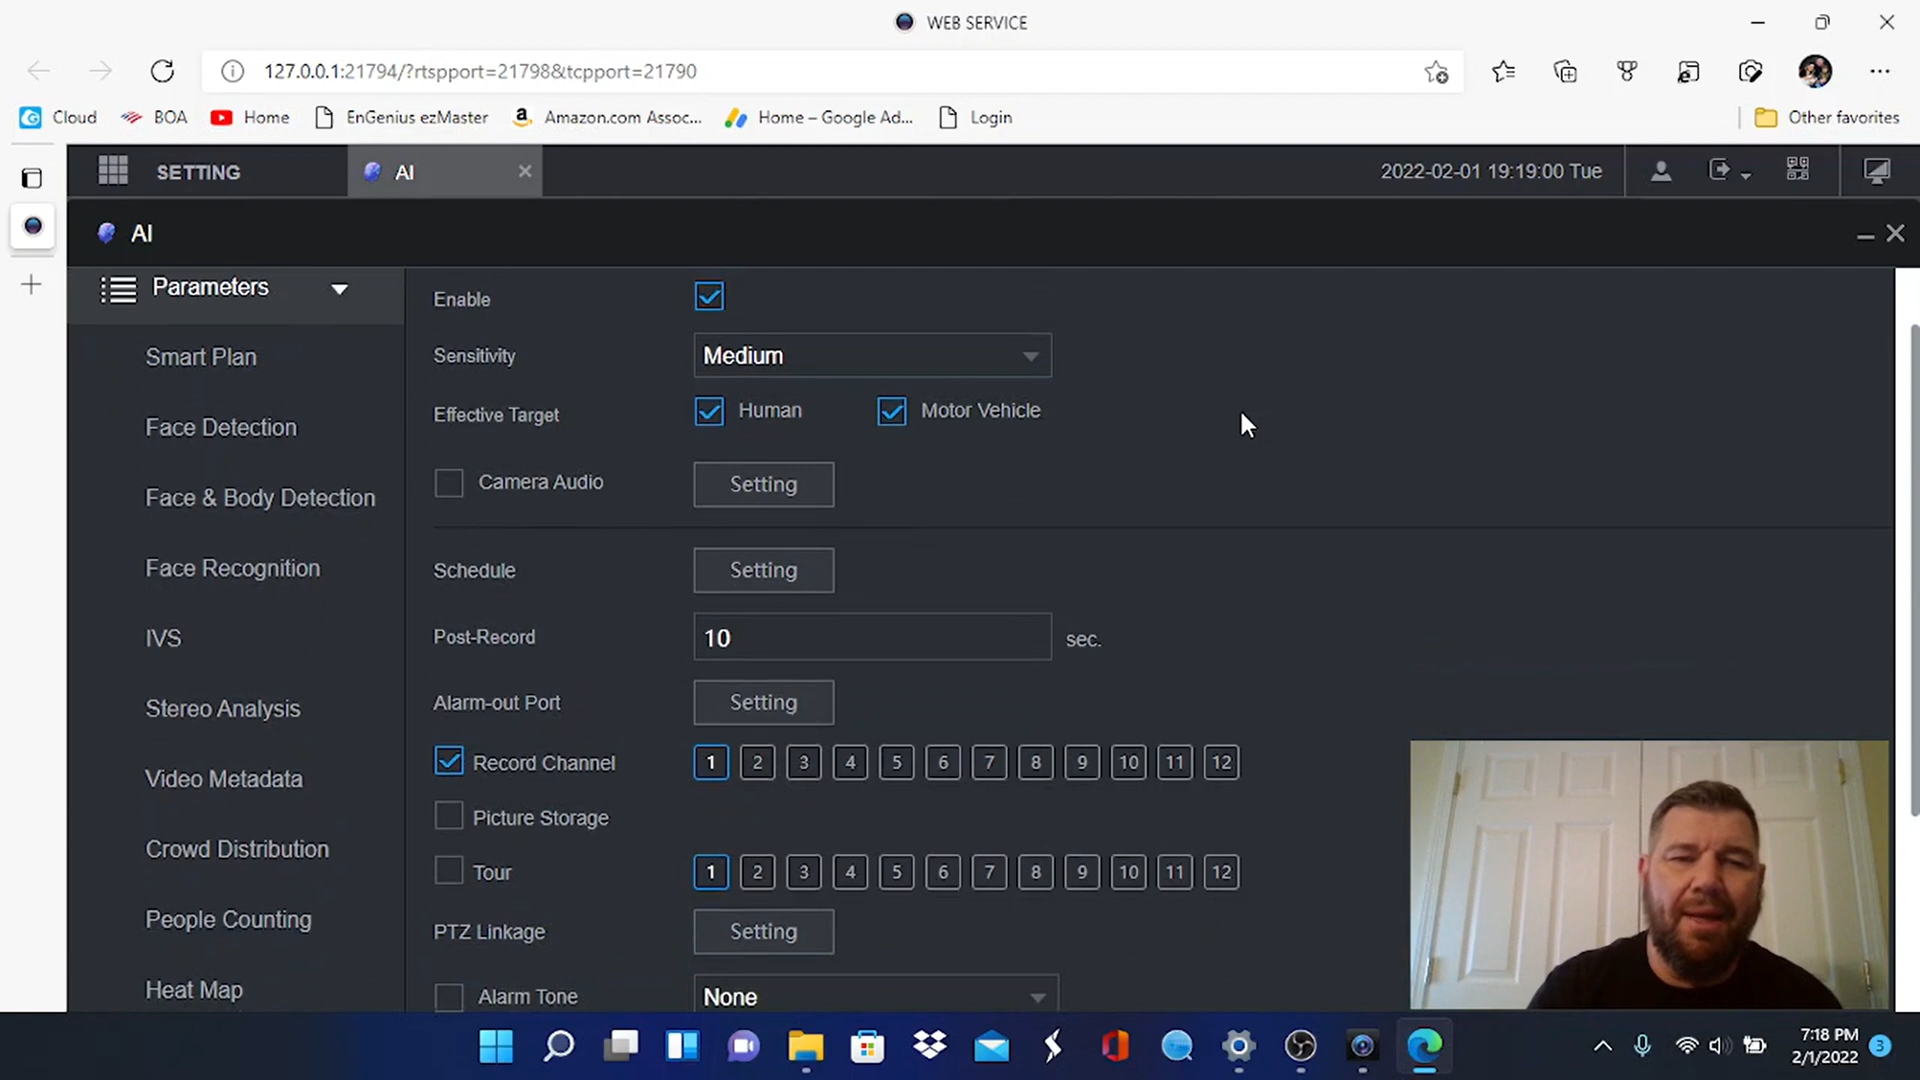 WEB SERVICE
127.0.0.1:21794/?rtspport=21798&tcpport=21790
Cloud BOA Home EnGenius ezMaster Amazon.com Assoc... Home – Google Ad... Login Other favorites
SETTING AI 2022-02-01 19:19:00 Tue
AI
Parameters
Smart Plan
Face Detection
Face & Body Detection
Face Recognition
IVS
Stereo Analysis
Video Metadata
Crowd Distribution
People Counting
Heat Map
Enable
Sensitivity Medium
Effective Target Human Motor Vehicle
Camera Audio Setting
Schedule Setting
Post-Record 10 sec.
Alarm-out Port Setting
Record Channel 1 2 3 4 5 6 7 8 9 10 11 12
Picture Storage
Tour 1 2 3 4 5 6 7 8 9 10 11 12
PTZ Linkage Setting
Alarm Tone None
7:18 PM
2/1/2022 3